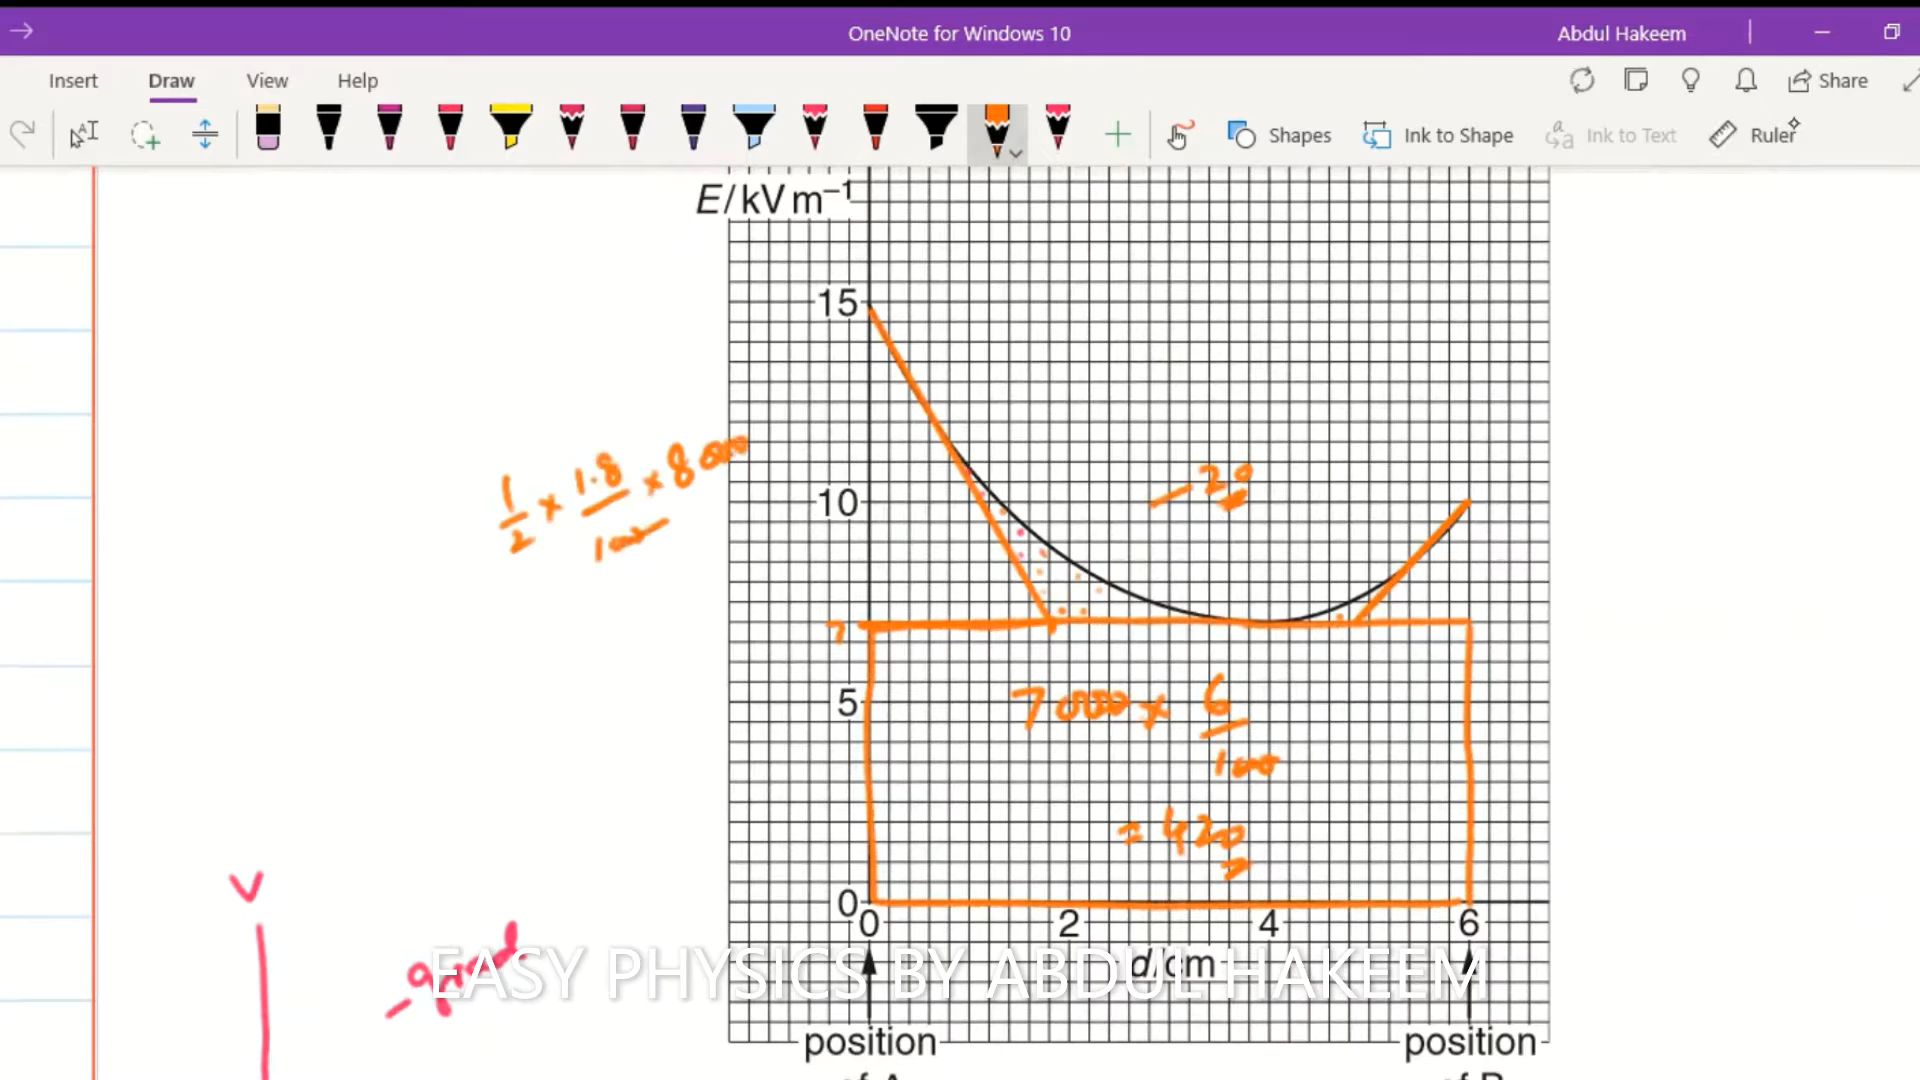 OneNote for Windows 10
Abdul Hakeem
Insert
Draw
View
Help
Share
Shapes
Ink to Shape
Ink to Text
Ruler
E/kV m⁻¹
15
10
5
0
7
1/2 × 1.8/100 × 8000
-20
7000 × 6/100
= 420
0
2
4
6
d/cm
V
-grad
EASY PHYSICS BY ABDUL HAKEEM
position
position